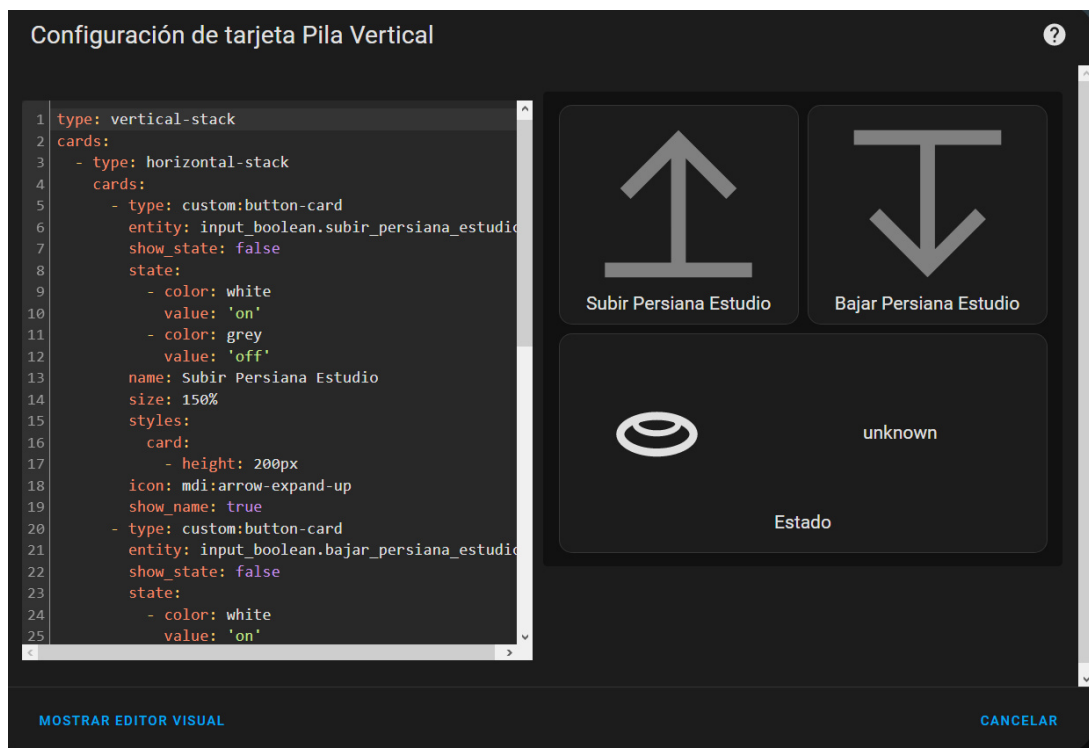 Configuración de tarjeta Pila Vertical
1 type: vertical-stack
2 cards:
3   - type: horizontal-stack
4     cards:
5       - type: custom:button-card
6         entity: input_boolean.subir_persiana_estudio
7         show_state: false
8         state:
9           - color: white
10             value: 'on'
11           - color: grey
12             value: 'off'
13         name: Subir Persiana Estudio
14         size: 150%
15         styles:
16           card:
17             - height: 200px
18         icon: mdi:arrow-expand-up
19         show_name: true
20       - type: custom:button-card
21         entity: input_boolean.bajar_persiana_estudio
22         show_state: false
23         state:
24           - color: white
25             value: 'on'
Subir Persiana Estudio
Bajar Persiana Estudio
unknown
Estado
MOSTRAR EDITOR VISUAL
CANCELAR